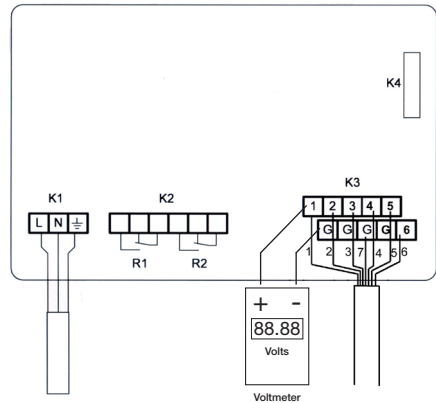 K4
K1
K2
K3
L N ⏚
1 2 3 4 5
G G G G 6
R1 R2
1 2 3 7 4 5 6
+ -
88.88
Volts
Voltmeter